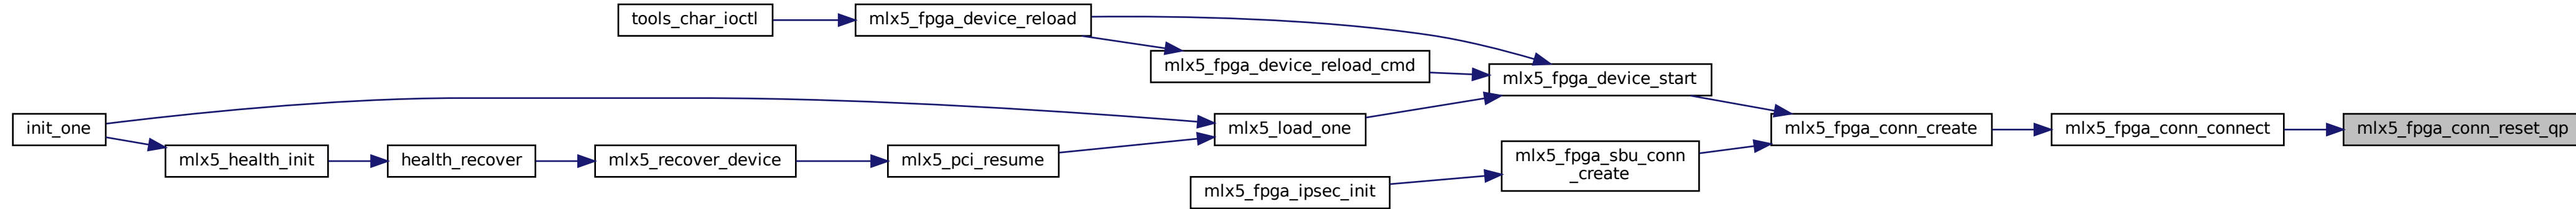 tools_char_ioctl
mlx5_fpga_device_reload
mlx5_fpga_device_reload_cmd
mlx5_fpga_device_start
init_one
mlx5_load_one
mlx5_fpga_conn_create
mlx5_fpga_conn_connect
mlx5_fpga_conn_reset_qp
mlx5_health_init
health_recover
mlx5_recover_device
mlx5_pci_resume
mlx5_fpga_sbu_conn
_create
mlx5_fpga_ipsec_init